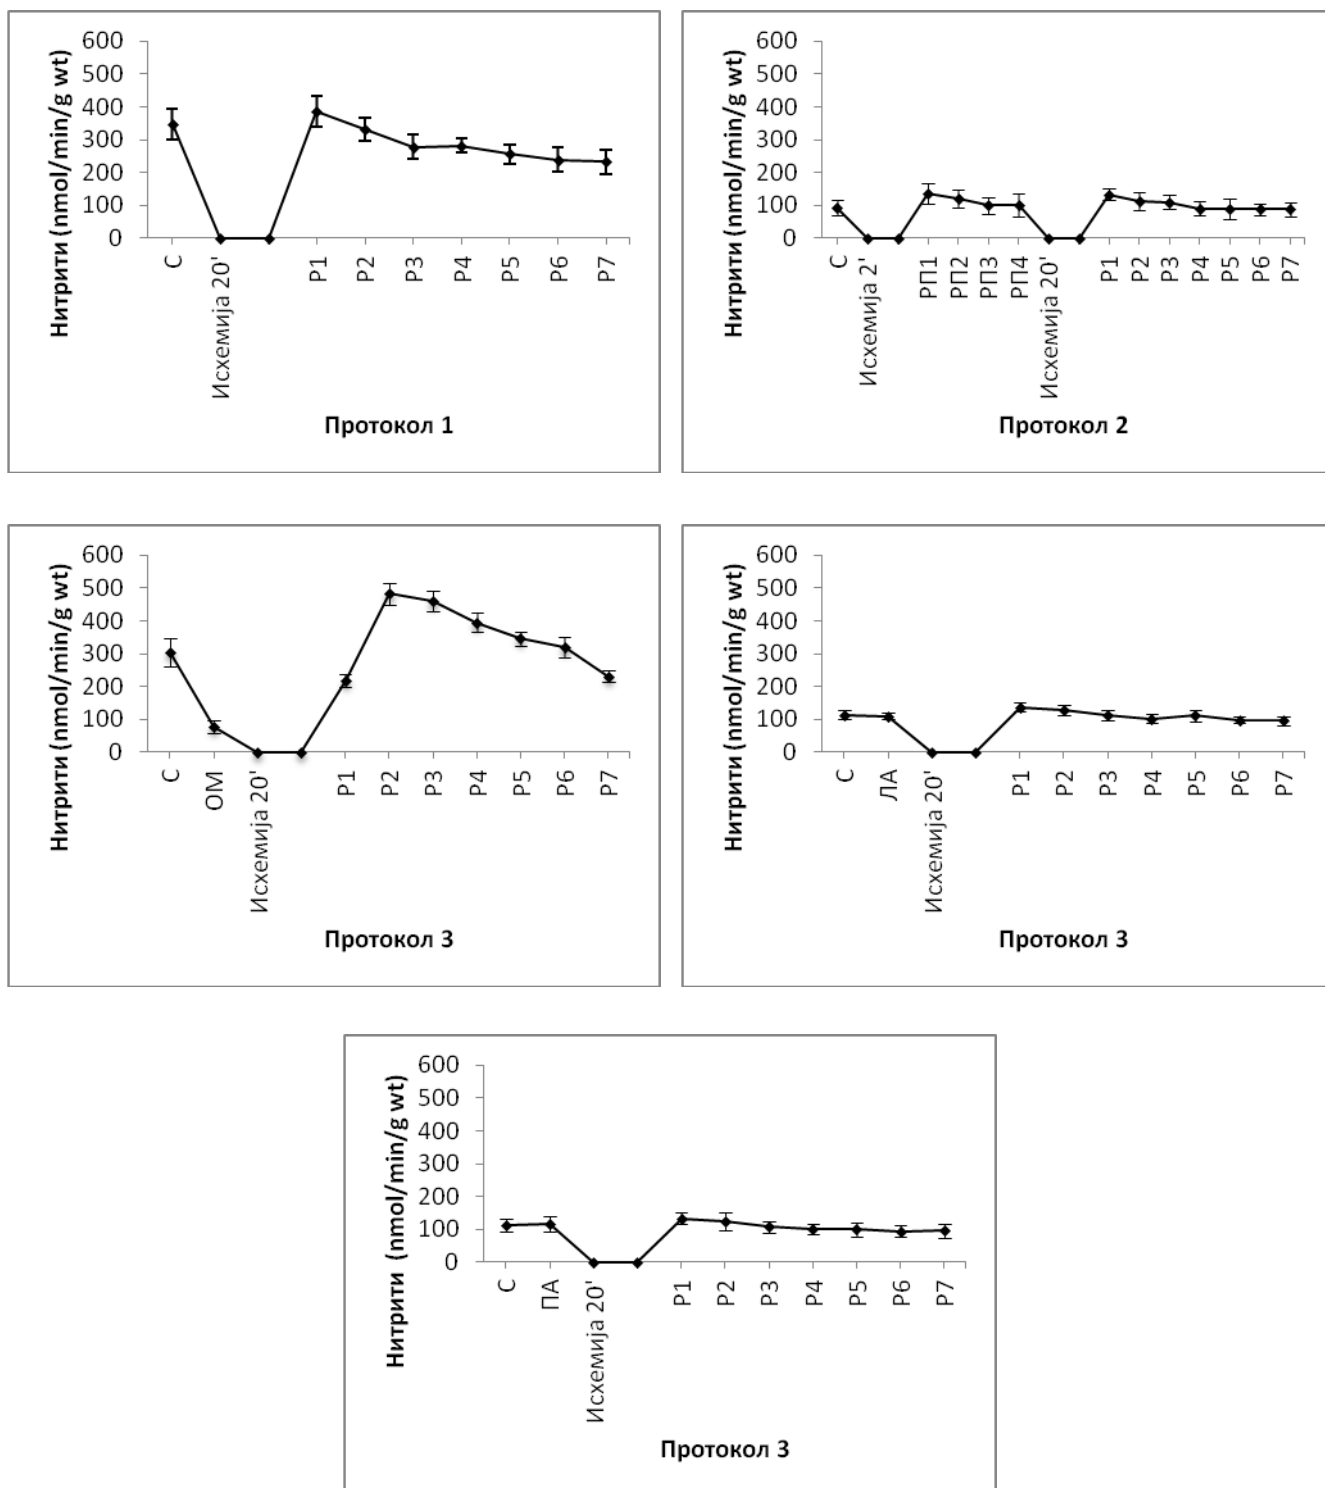 Нитрити (nmol/min/g wt)
600
500
400
300
200
100
0
С
Исхемија 20'
Р1
Р2
Р3
Р4
Р5
Р6
Р7
Протокол 1
Нитрити (nmol/min/g wt)
600
500
400
300
200
100
0
С
Исхемија 2'
РП1
РП2
РП3
РП4
Исхемија 20'
Р1
Р2
Р3
Р4
Р5
Р6
Р7
Протокол 2
Нитрити (nmol/min/g wt)
600
500
400
300
200
100
0
С
ОМ
Исхемија 20'
Р1
Р2
Р3
Р4
Р5
Р6
Р7
Протокол 3
Нитрити (nmol/min/g wt)
600
500
400
300
200
100
0
С
ЛА
Исхемија 20'
Р1
Р2
Р3
Р4
Р5
Р6
Р7
Протокол 3
Нитрити (nmol/min/g wt)
600
500
400
300
200
100
0
С
ПА
Исхемија 20'
Р1
Р2
Р3
Р4
Р5
Р6
Р7
Протокол 3